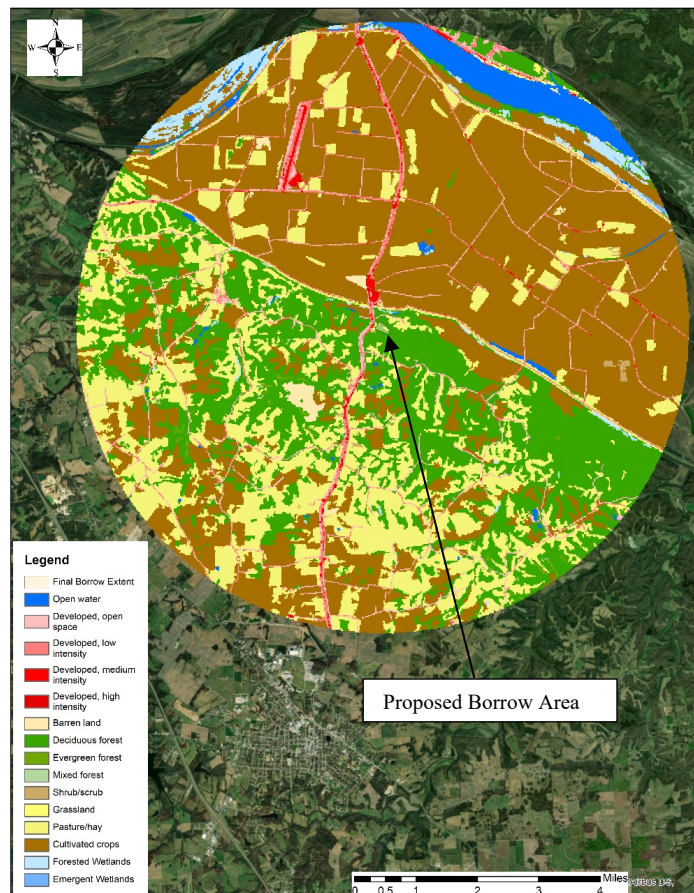 N
W E
S
Legend
Final Borrow Extent
Open water
Developed, open
space
Developed, low
intensity
Developed, medium
intensity
Developed, high
intensity
Barren land
Deciduous forest
Evergreen forest
Mixed forest
Shrub/scrub
Grassland
Pasture/hay
Cultivated crops
Forested Wetlands
Emergent Wetlands
Proposed Borrow Area
0 0.5 1 2 3 4 Miles